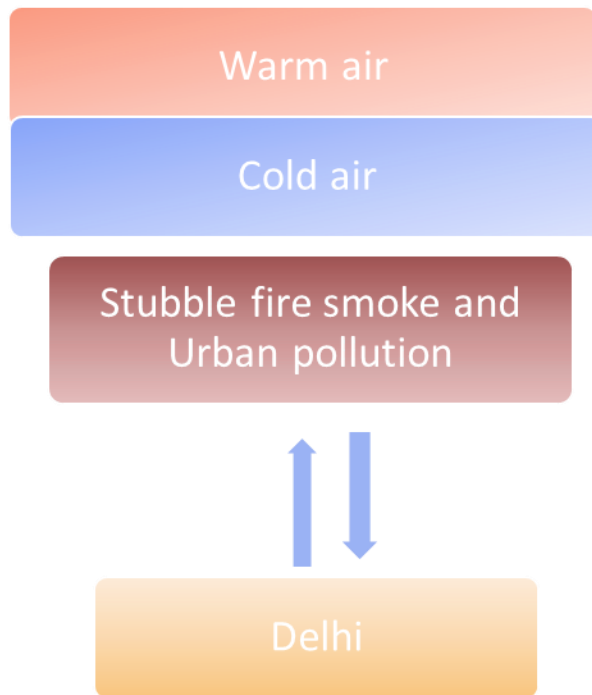 Warm air
Cold air
Stubble fire smoke and
Urban pollution
Delhi